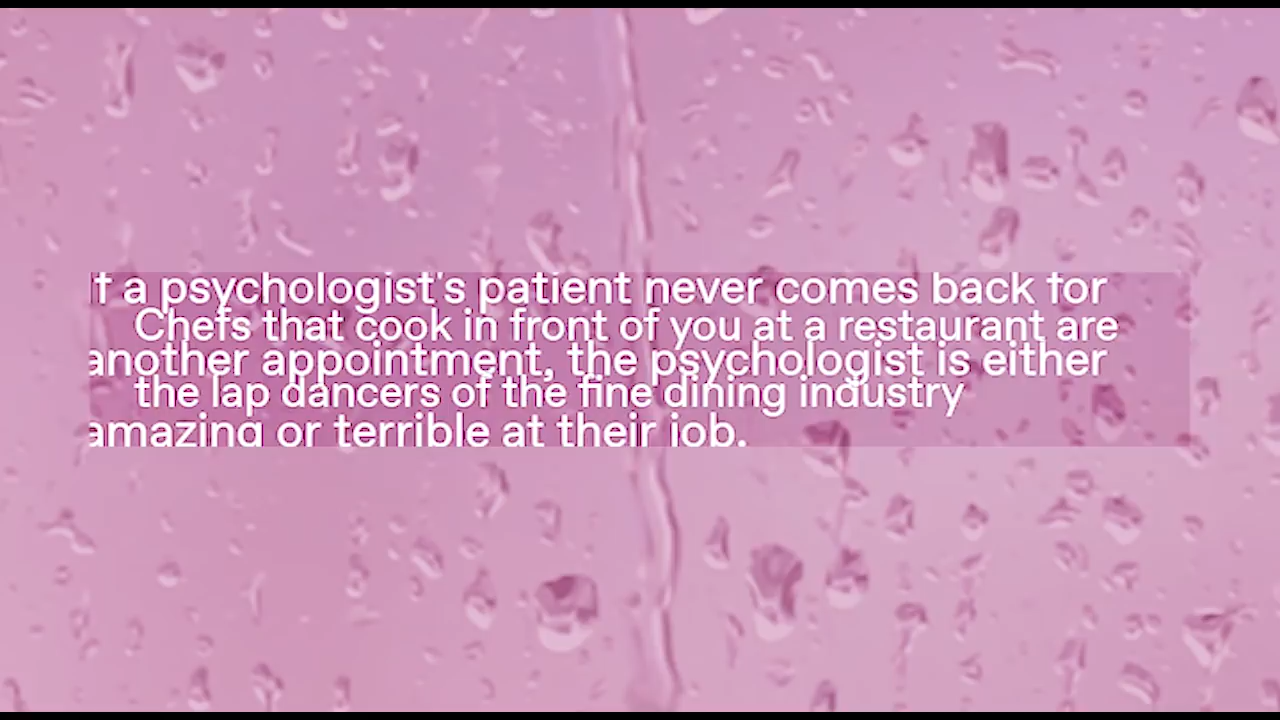 If a psychologist's patient never comes back for
Chefs that cook in front of you at a restaurant are
another appointment, the psychologist is either
the lap dancers of the fine dining industry
amazing or terrible at their job.